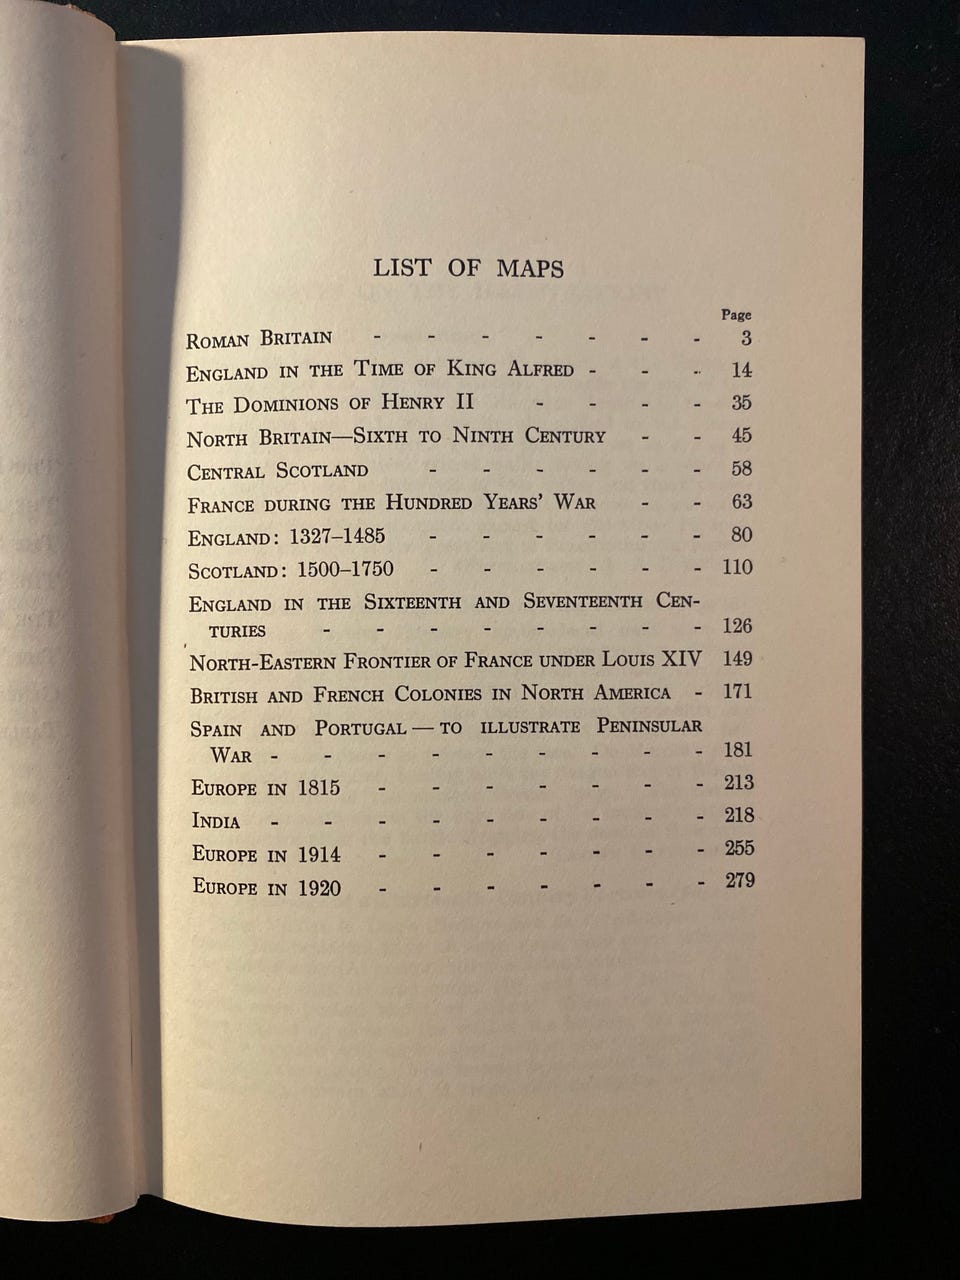 LIST OF MAPS
Page
ROMAN BRITAIN - - - - - - - 3
ENGLAND IN THE TIME OF KING ALFRED - - - 14
THE DOMINIONS OF HENRY II - - - - 35
NORTH BRITAIN—SIXTH TO NINTH CENTURY - - 45
CENTRAL SCOTLAND - - - - - - 58
FRANCE DURING THE HUNDRED YEARS' WAR - - 63
ENGLAND: 1327–1485 - - - - - - 80
SCOTLAND: 1500–1750 - - - - - - 110
ENGLAND IN THE SIXTEENTH AND SEVENTEENTH CEN-
TURIES - - - - - - - - 126
NORTH-EASTERN FRONTIER OF FRANCE UNDER LOUIS XIV 149
BRITISH AND FRENCH COLONIES IN NORTH AMERICA - 171
SPAIN AND PORTUGAL — TO ILLUSTRATE PENINSULAR
WAR - - - - - - - - - 181
EUROPE IN 1815 - - - - - - - 213
INDIA - - - - - - - - - 218
EUROPE IN 1914 - - - - - - - 255
EUROPE IN 1920 - - - - - - - 279